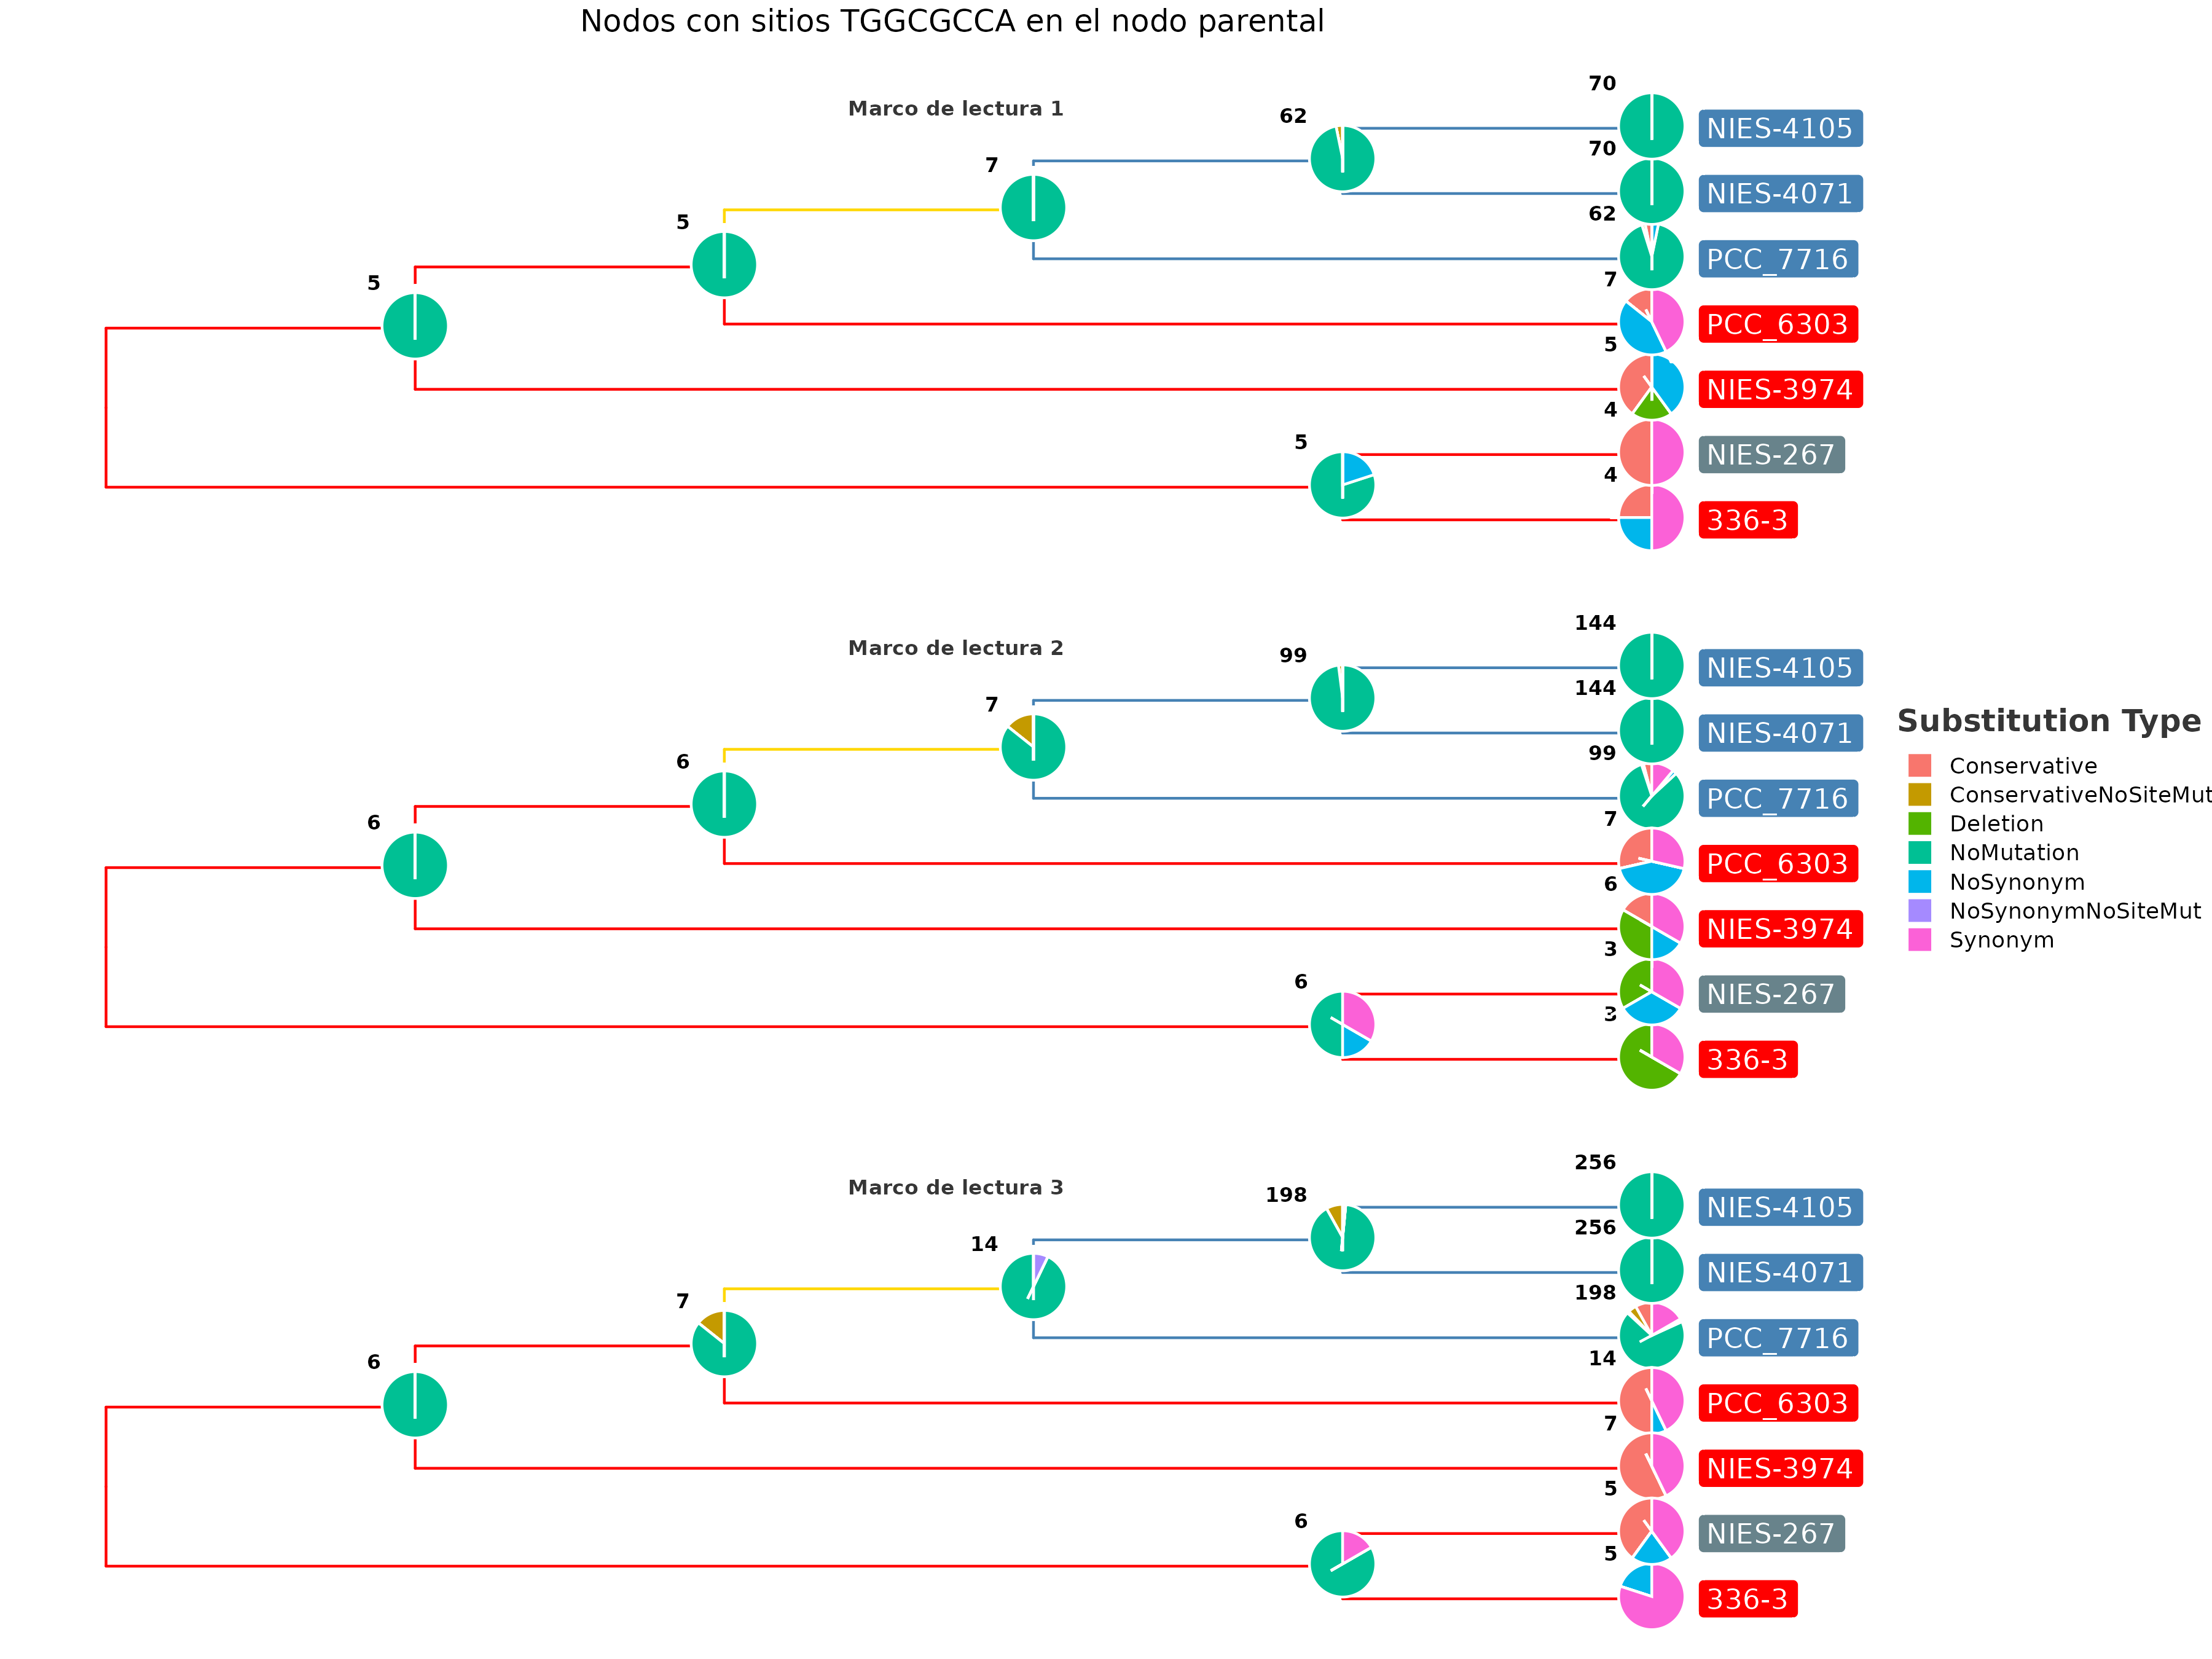 Nodos con sitios TGGCGCCA en el nodo parental
Marco de lectura 1
70
NIES-4105
62
70
NIES-4071
7
62
PCC_7716
5
7
PCC_6303
5
5
NIES-3974
4
NIES-267
5
4
336-3
Marco de lectura 2
144
NIES-4105
99
144
NIES-4071
7
99
PCC_7716
6
7
PCC_6303
6
6
NIES-3974
3
NIES-267
6
3
336-3
Substitution Type
Conservative
ConservativeNoSiteMut
Deletion
NoMutation
NoSynonym
NoSynonymNoSiteMut
Synonym
Marco de lectura 3
256
NIES-4105
198
256
NIES-4071
14
198
PCC_7716
7
14
PCC_6303
6
7
NIES-3974
5
NIES-267
6
5
336-3